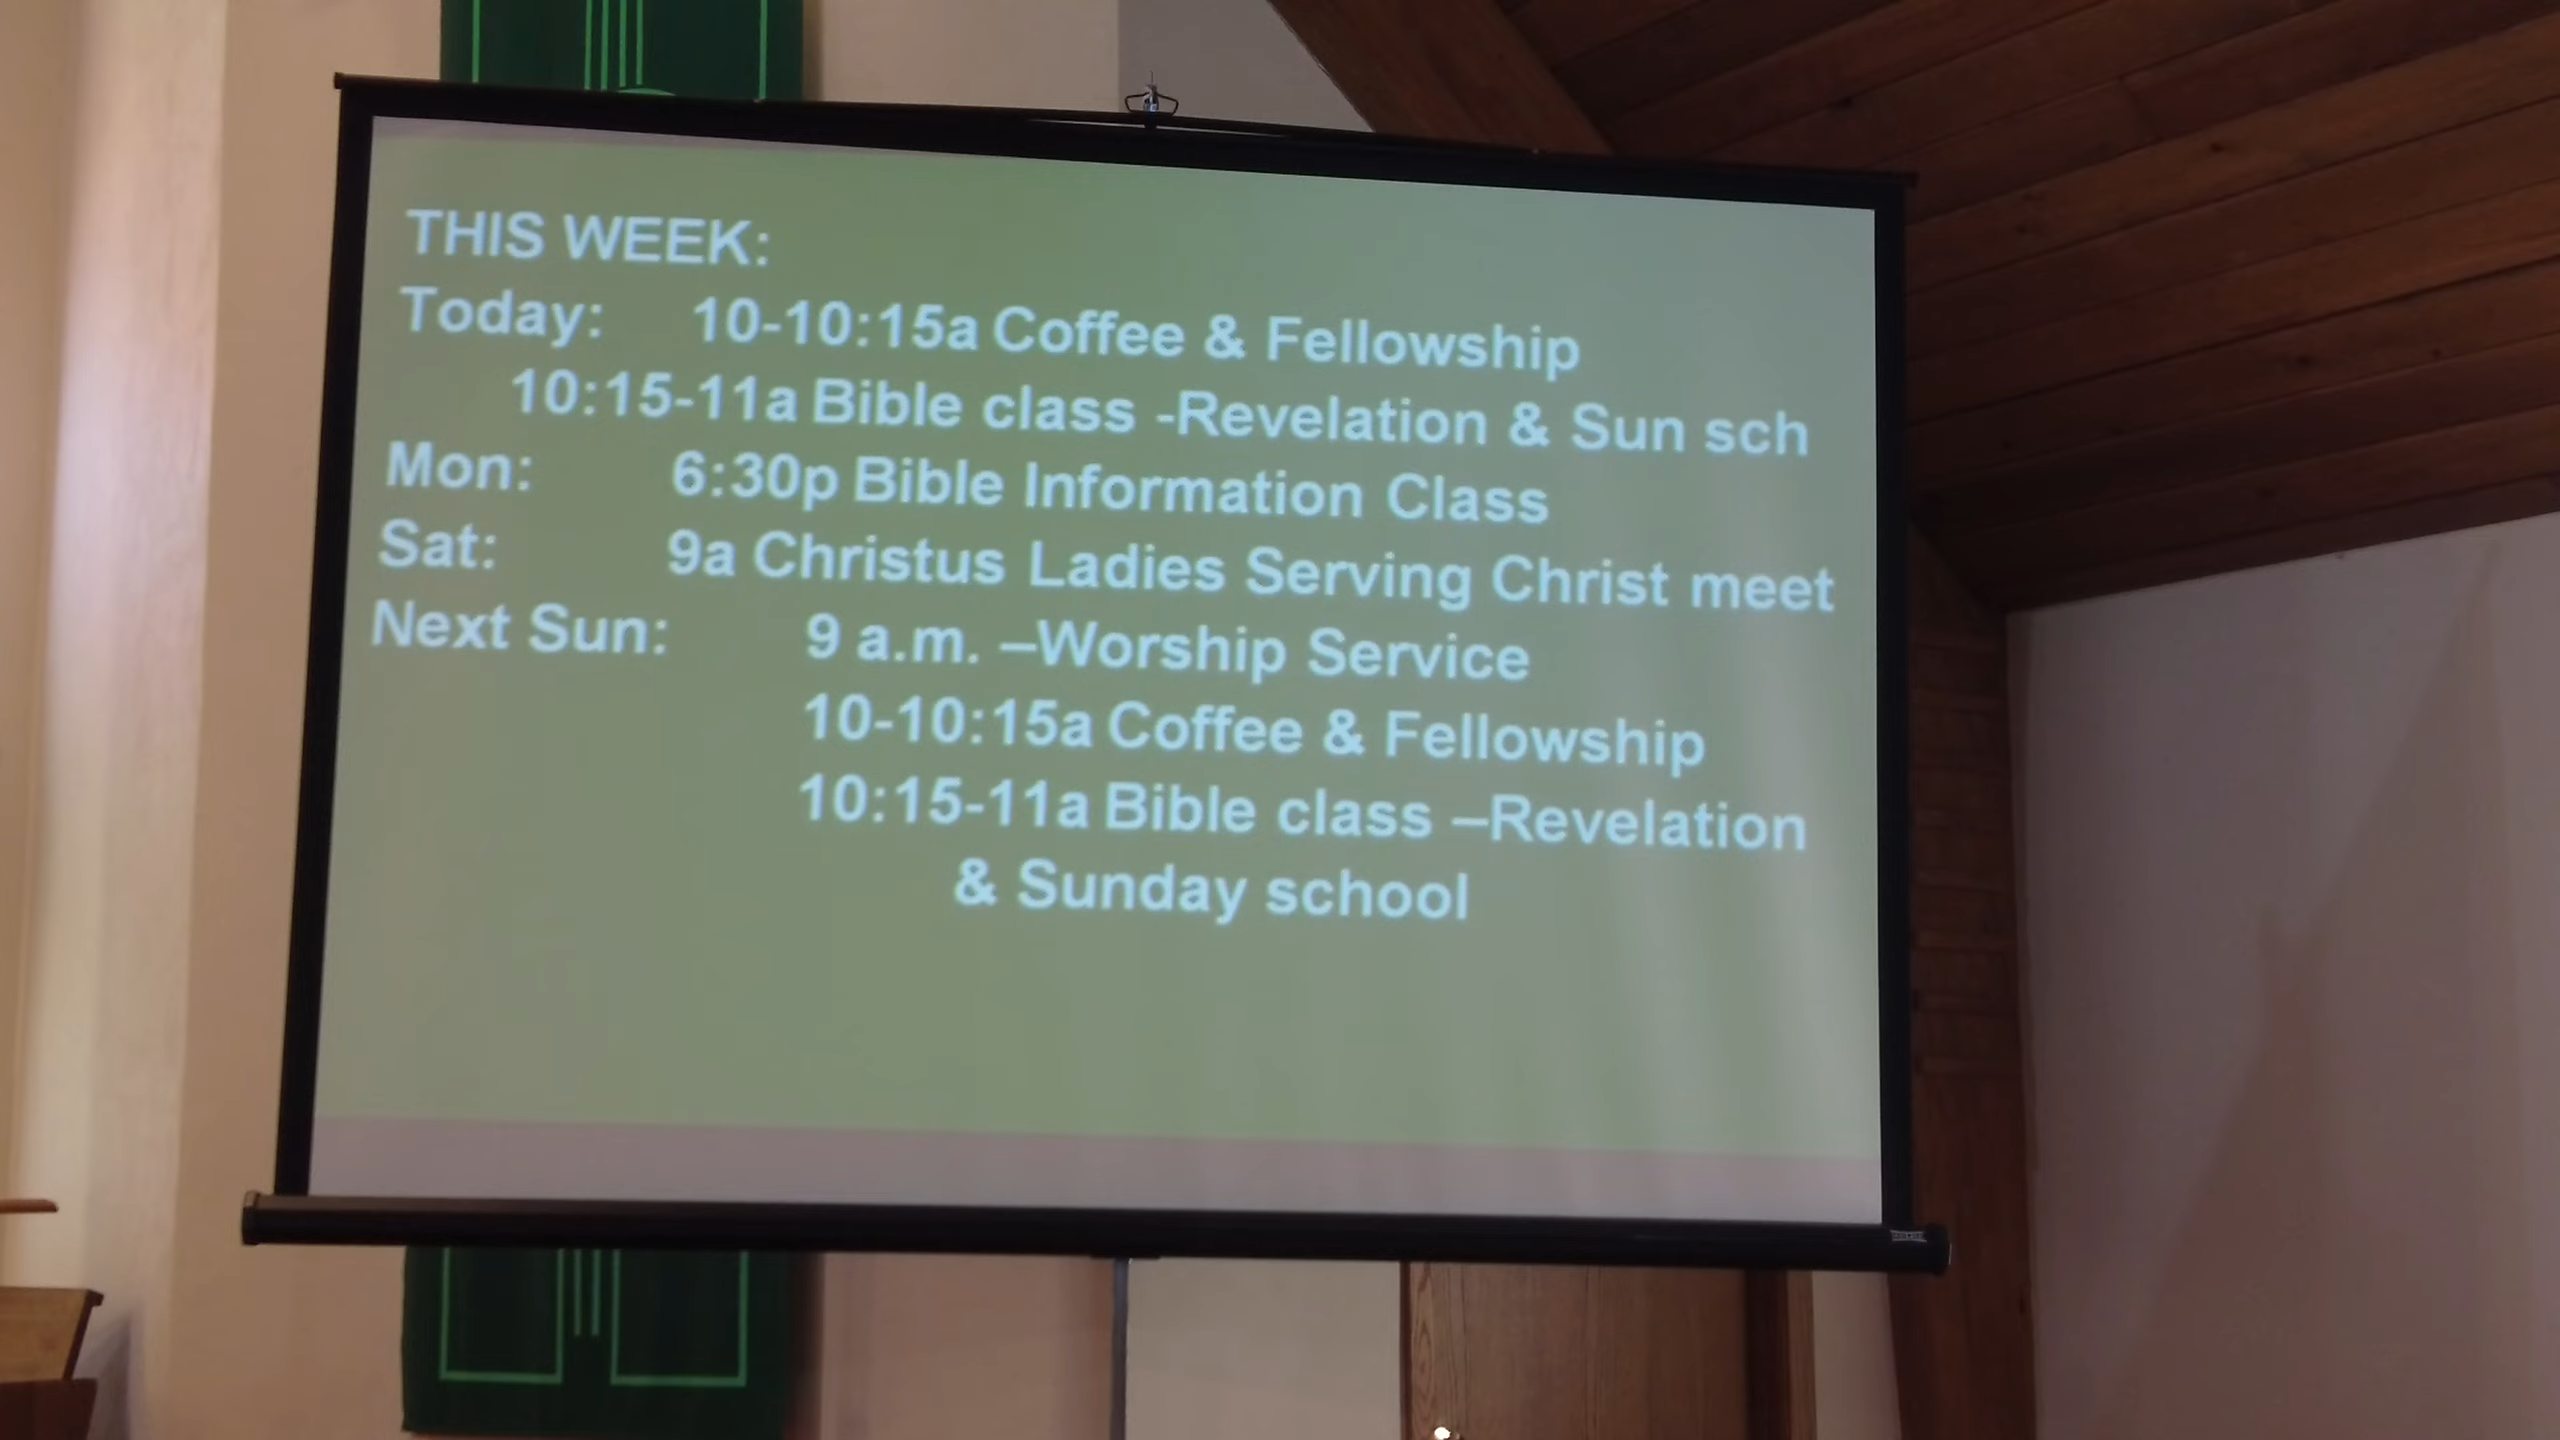 THIS WEEK:
Today: 10-10:15a Coffee & Fellowship
10:15-11a Bible class -Revelation & Sun sch
Mon: 6:30p Bible Information Class
Sat: 9a Christus Ladies Serving Christ meet
Next Sun: 9 a.m. –Worship Service
10-10:15a Coffee & Fellowship
10:15-11a Bible class –Revelation
& Sunday school